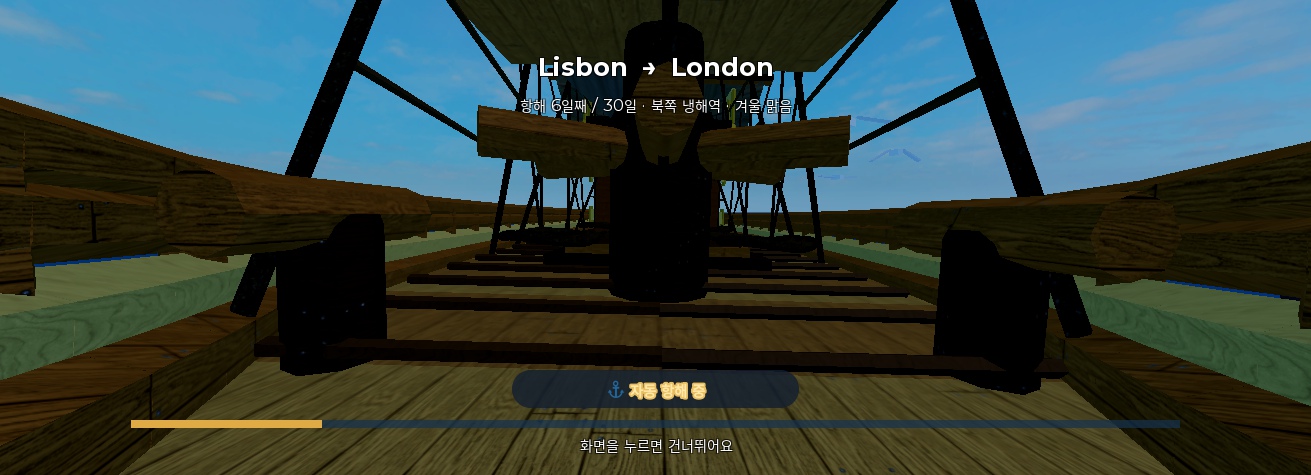 Lisbon → London
항해 6일째 / 30일 · 북쪽 냉해역 · 겨울 맑음
자동 항해 중
화면을 누르면 건너뛰어요